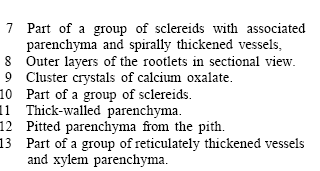 7 Part of a group of sclereids with associated
parenchyma and spirally thickened vessels,
8 Outer layers of the rootlets in sectional view.
9 Cluster crystals of calcium oxalate.
10 Part of a group of sclereids.
11 Thick-walled parenchyma.
12 Pitted parenchyma from the pith.
13 Part of a group of reticulately thickened vessels
and xylem parenchyma.